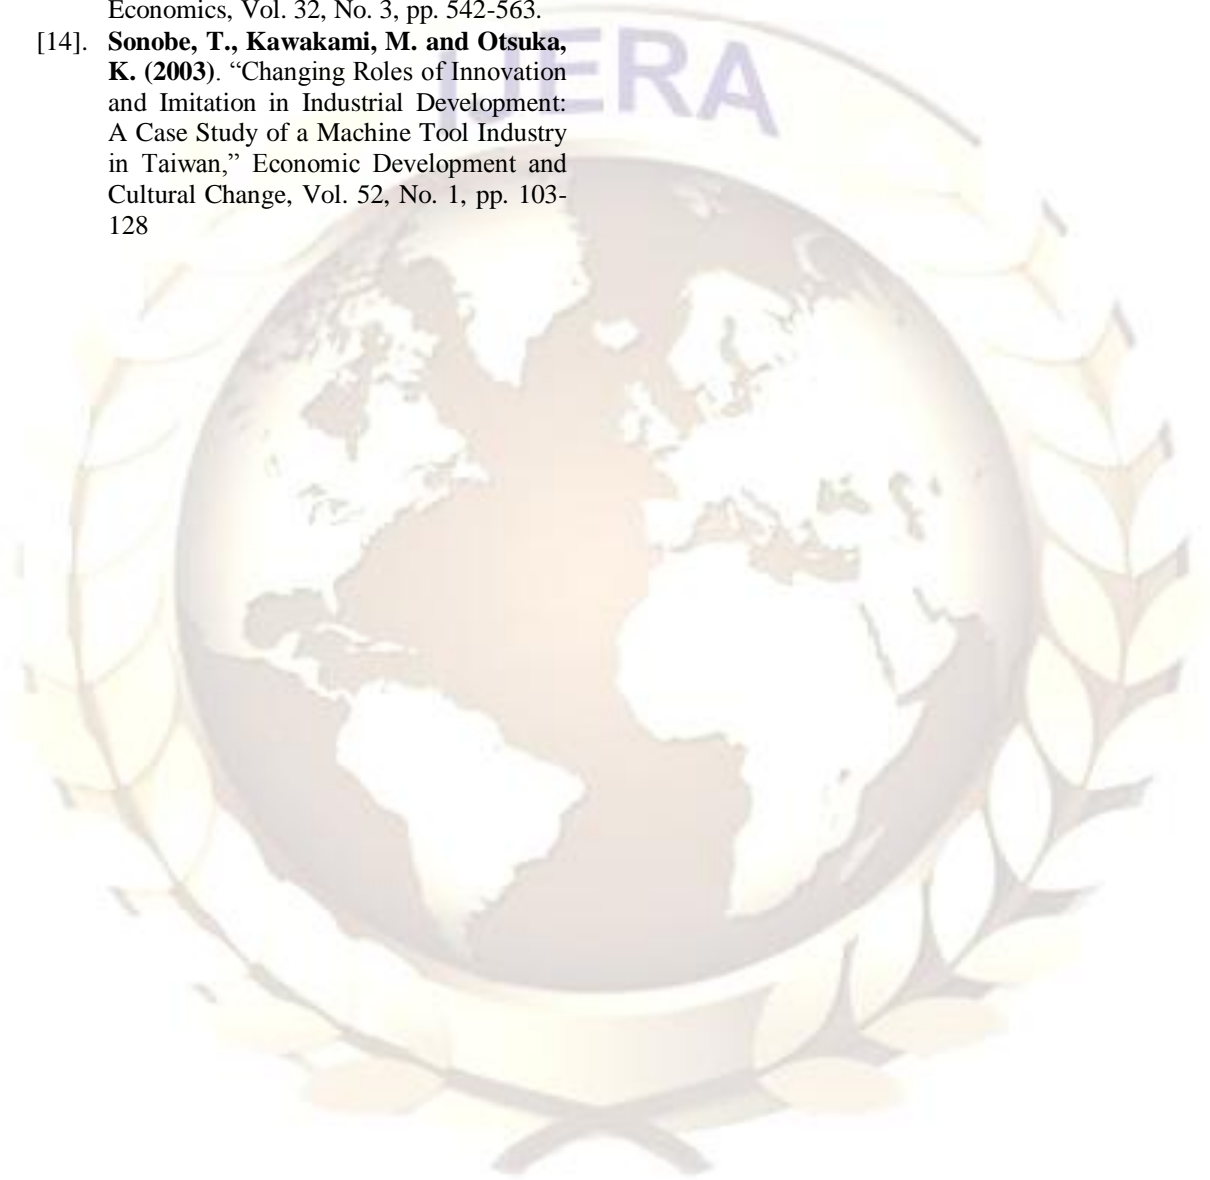 Economics, Vol. 32, No. 3, pp. 542-563.
[14]. Sonobe, T., Kawakami, M. and Otsuka,
K. (2003). “Changing Roles of Innovation
and Imitation in Industrial Development:
A Case Study of a Machine Tool Industry
in Taiwan,” Economic Development and
Cultural Change, Vol. 52, No. 1, pp. 103-
128
IJERA